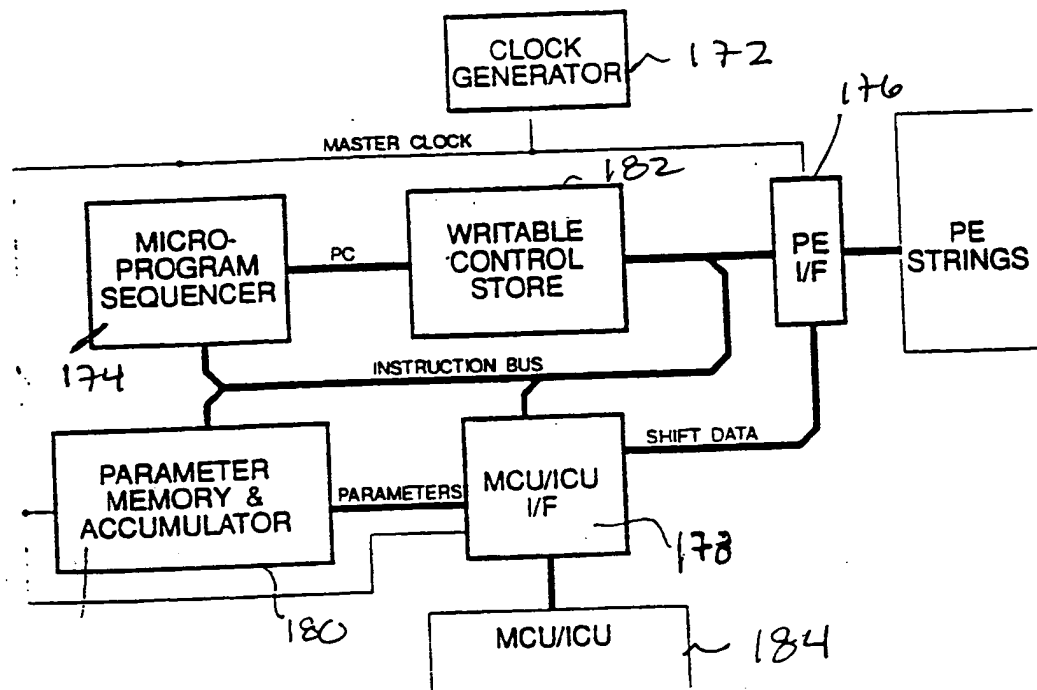 CLOCK
GENERATOR
172
176
MASTER CLOCK
182
MICRO-
PROGRAM
SEQUENCER
PC
WRITABLE
CONTROL
STORE
PE
I/F
PE
STRINGS
174
INSTRUCTION BUS
SHIFT DATA
PARAMETER
MEMORY &
ACCUMULATOR
PARAMETERS
MCU/ICU
I/F
178
180
MCU/ICU
184